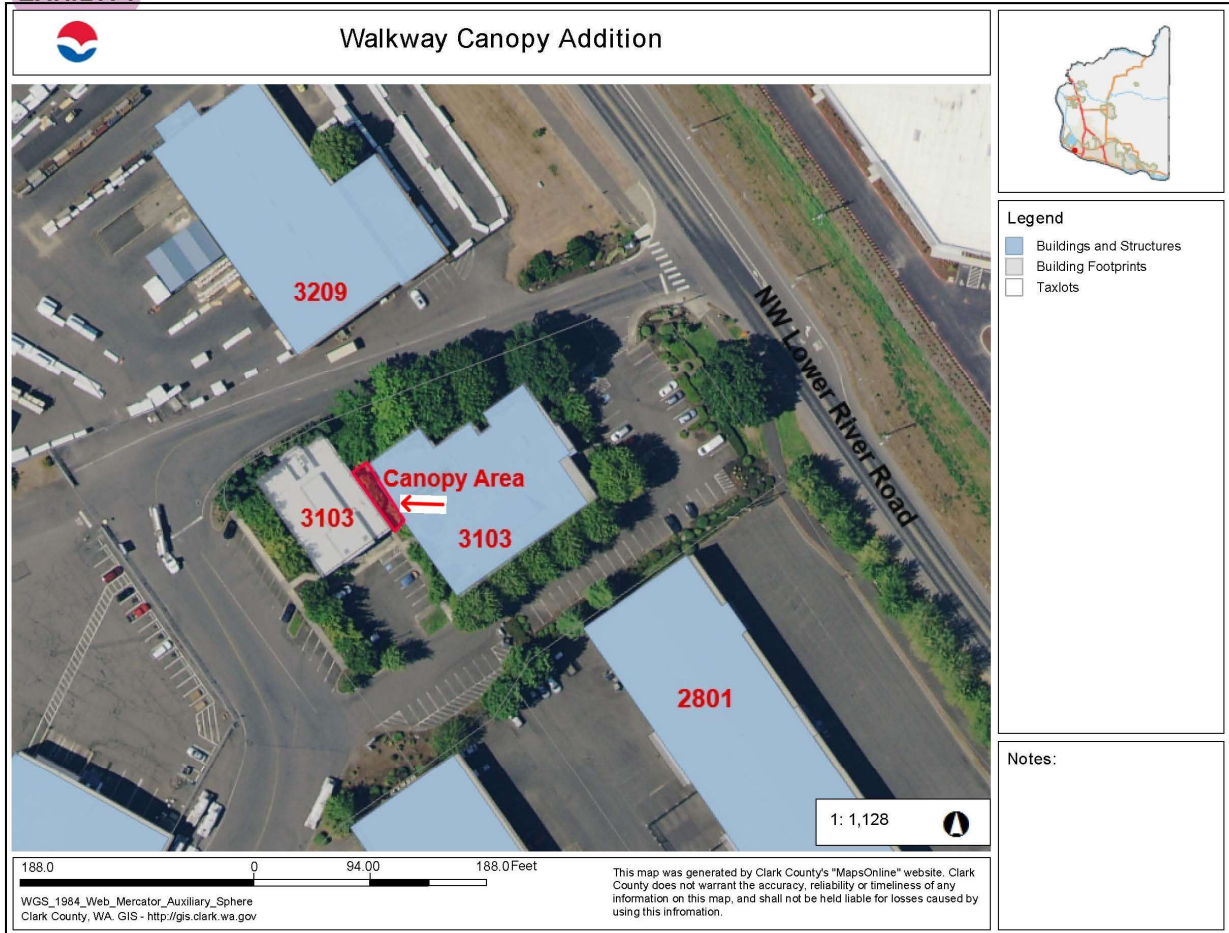 Walkway Canopy Addition
3209
NW Lower River Road
Canopy Area
3103
3103
2801
1: 1,128
Legend
Buildings and Structures
Building Footprints
Taxlots
Notes:
188.0 0 94.00 188.0 Feet
WGS_1984_Web_Mercator_Auxiliary_Sphere
Clark County, WA. GIS - http://gis.clark.wa.gov
This map was generated by Clark County's "MapsOnline" website. Clark
County does not warrant the accuracy, reliability or timeliness of any
information on this map, and shall not be held liable for losses caused by
using this infromation.